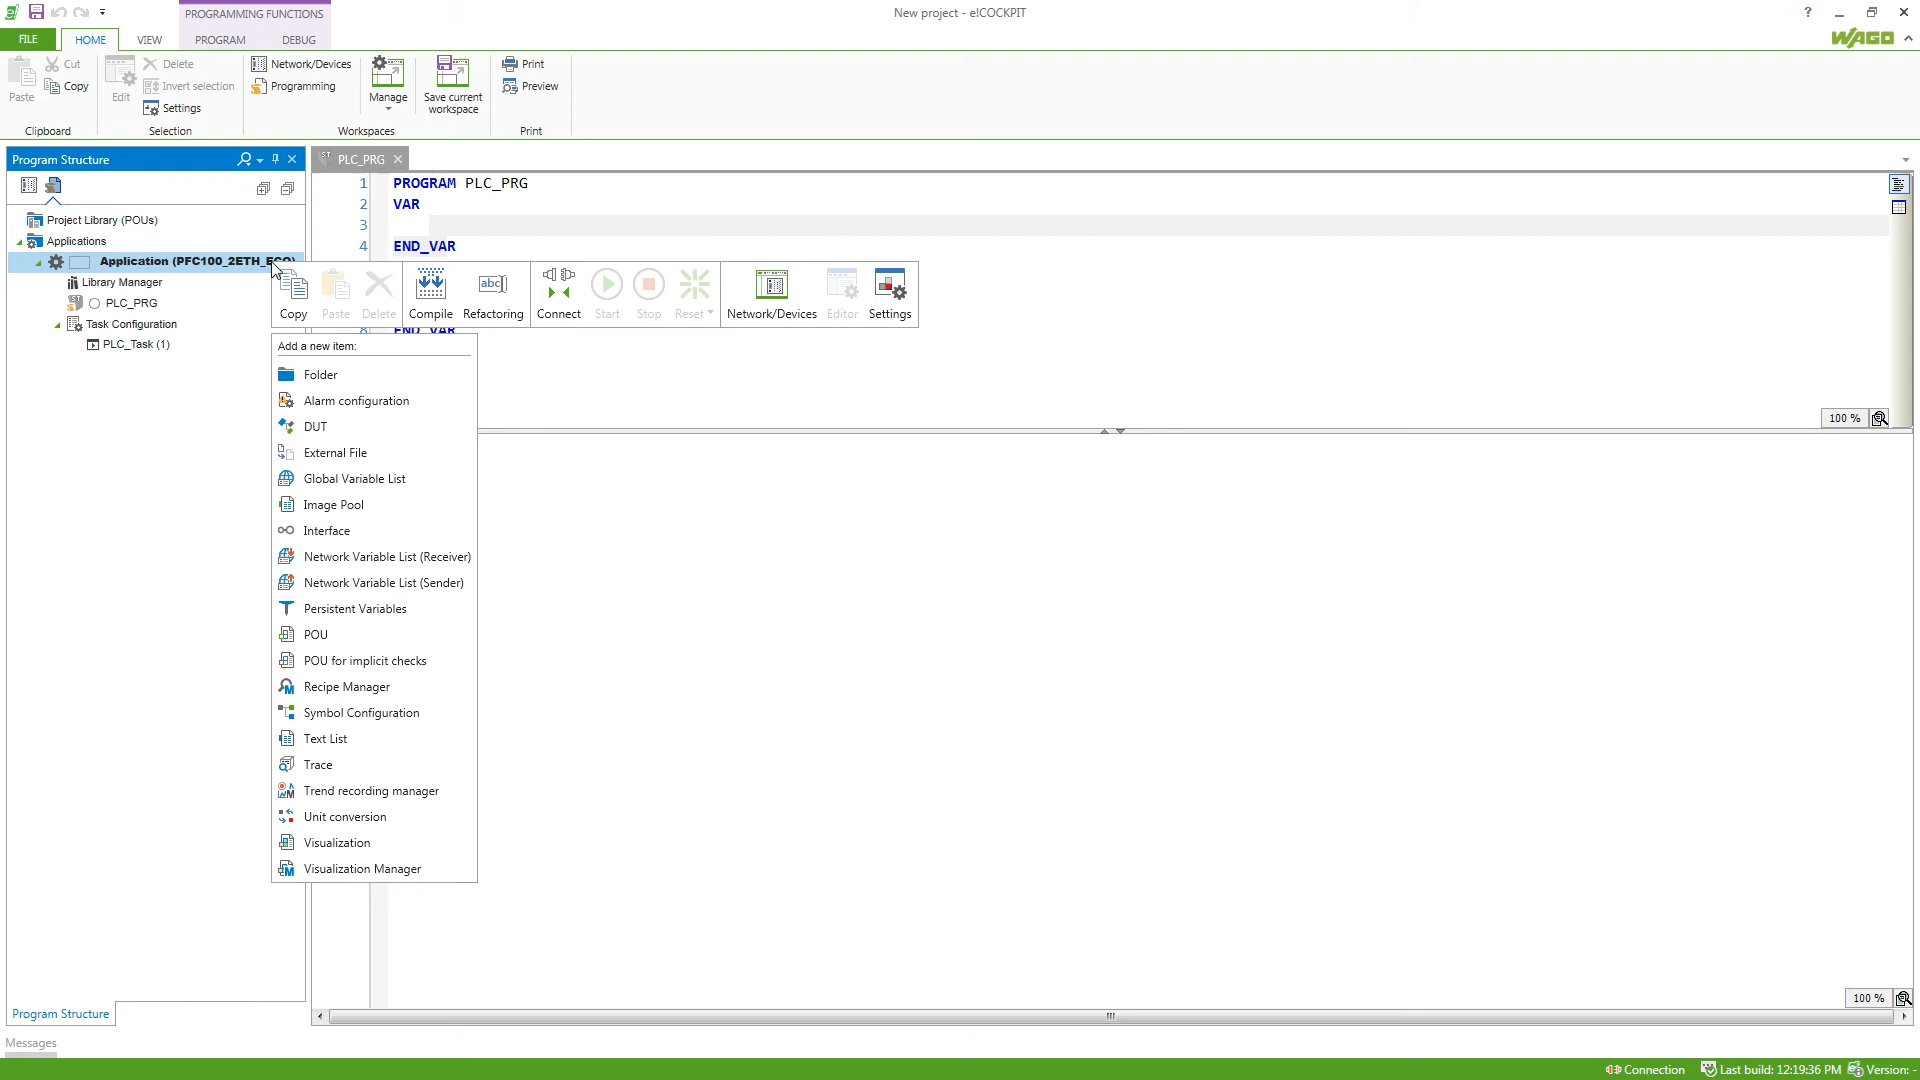 New project - e!COCKPIT
PROGRAMMING FUNCTIONS
FILE HOME VIEW PROGRAM DEBUG
WAGO
Paste Cut Copy
Clipboard
Edit Delete Invert selection Settings
Selection
Network/Devices Programming Manage Save current workspace
Workspaces
Print Preview
Print
Program Structure
PLC_PRG
Project Library (POUs)
Applications
Application (PFC100_2ETH_ECO)
Library Manager
PLC_PRG
Task Configuration
PLC_Task (1)
1 PROGRAM PLC_PRG
2 VAR
3
4 END_VAR
8 END_VAR
Copy Paste Delete Compile Refactoring Connect Start Stop Reset Network/Devices Editor Settings
Add a new item:
Folder
Alarm configuration
DUT
External File
Global Variable List
Image Pool
Interface
Network Variable List (Receiver)
Network Variable List (Sender)
Persistent Variables
POU
POU for implicit checks
Recipe Manager
Symbol Configuration
Text List
Trace
Trend recording manager
Unit conversion
Visualization
Visualization Manager
100 %
100 %
Program Structure
Messages
Connection Last build: 12:19:36 PM Version: -